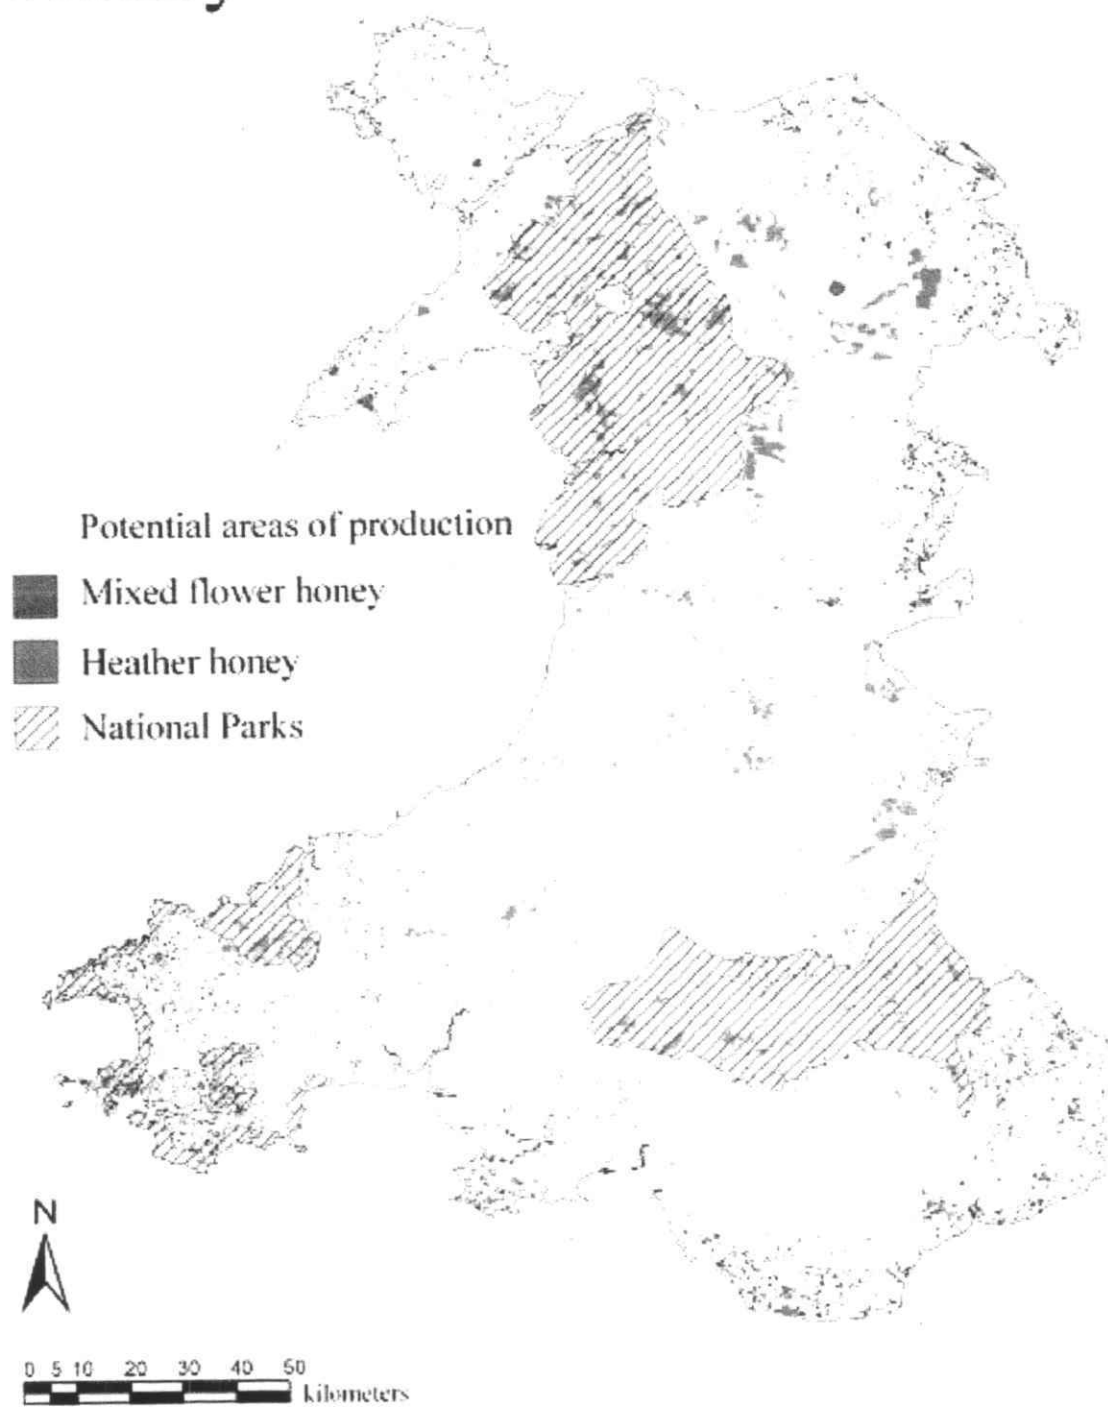 Potential areas of production
Mixed flower honey
Heather honey
National Parks
N
0 5 10 20 30 40 50
kilometers